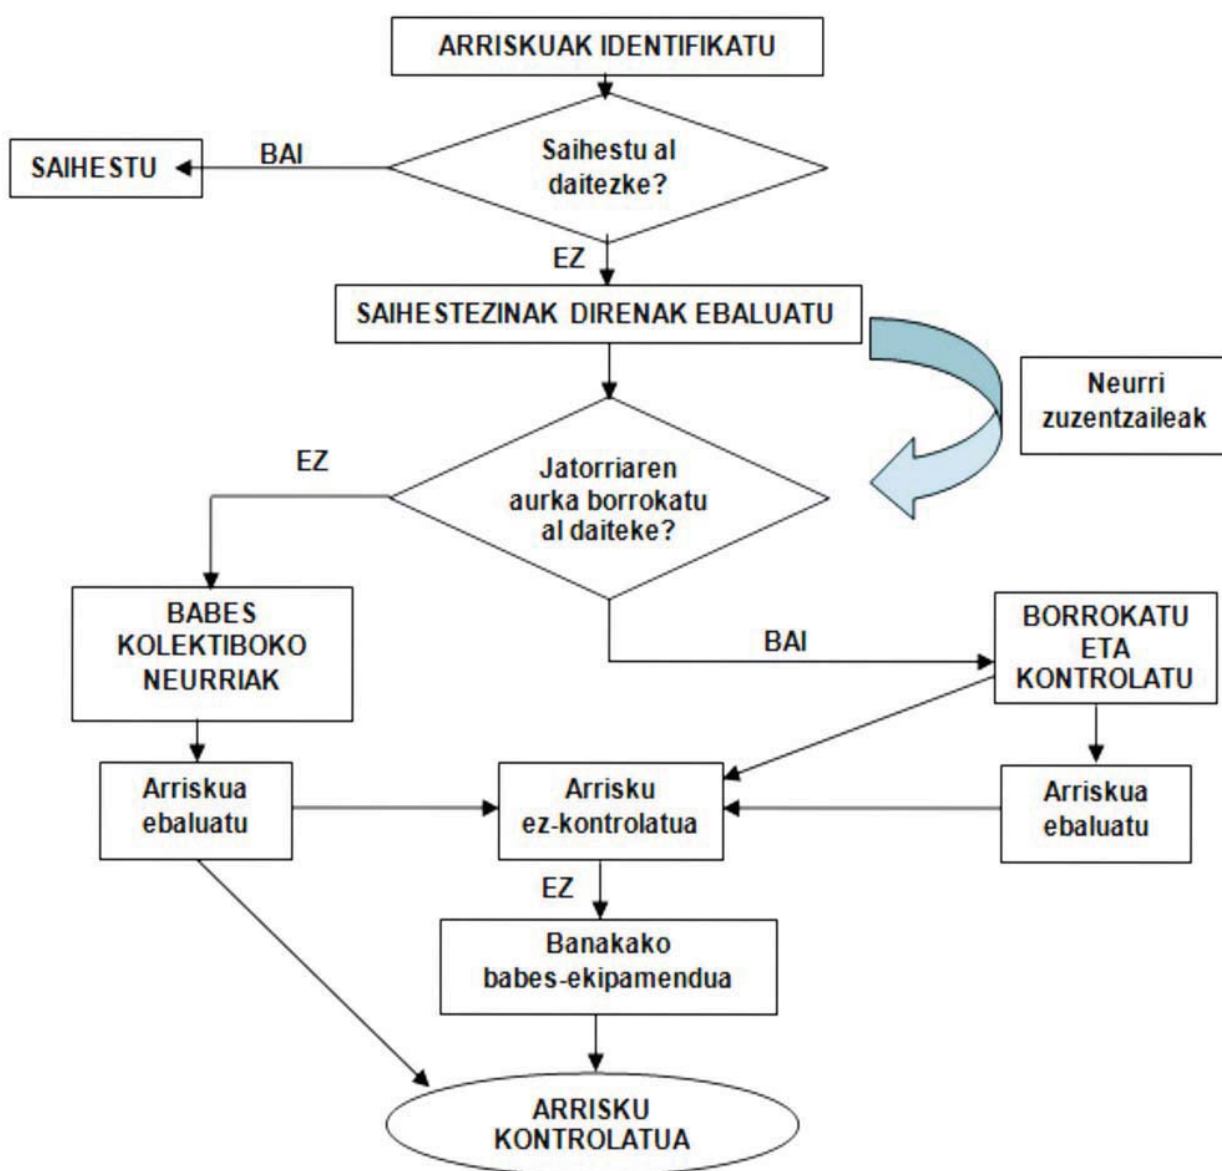 ARRISKUAK IDENTIFIKATU
Saihestu al
daitezke?
BAI
SAIHESTU
EZ
SAIHESTEZINAK DIRENAK EBALUATU
Neurri
zuzentzaileak
EZ
Jatorriaren
aurka borrokatu
al daiteke?
BABES
KOLEKTIBOKO
NEURRIAK
BAI
BORROKATU
ETA
KONTROLATU
Arriskua
ebaluatu
Arrisku
ez-kontrolatua
Arriskua
ebaluatu
EZ
Banakako
babes-ekipamendua
ARRISKU
KONTROLATUA